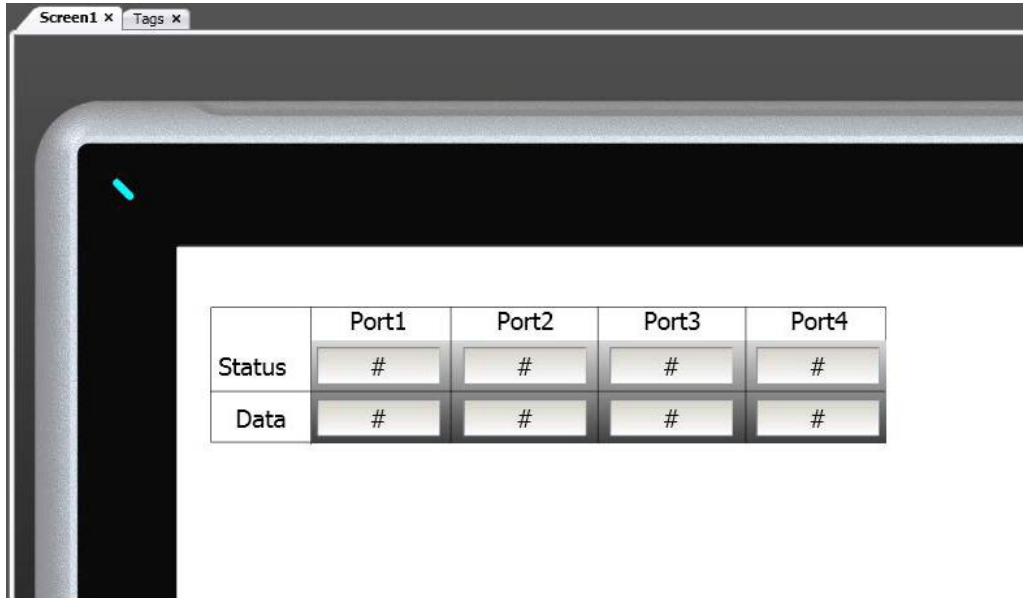 Screen1 × Tags ×
Port1 Port2 Port3 Port4
Status # # # #
Data # # # #